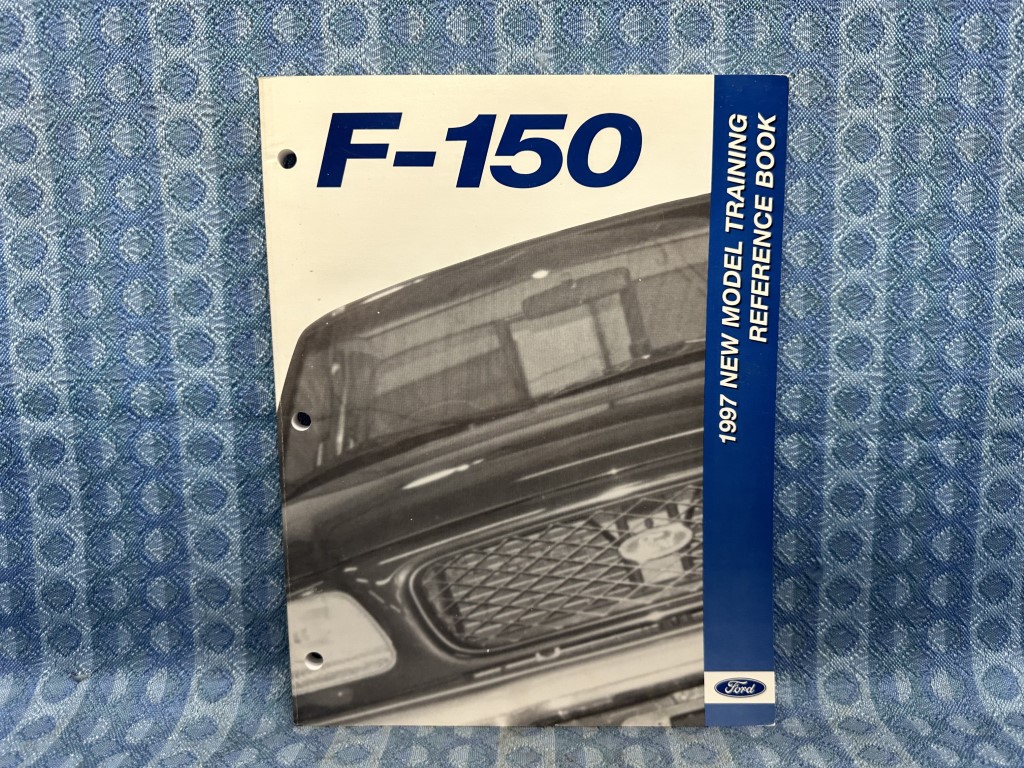 F-150
1997 NEW MODEL TRAINING
REFERENCE BOOK
Ford